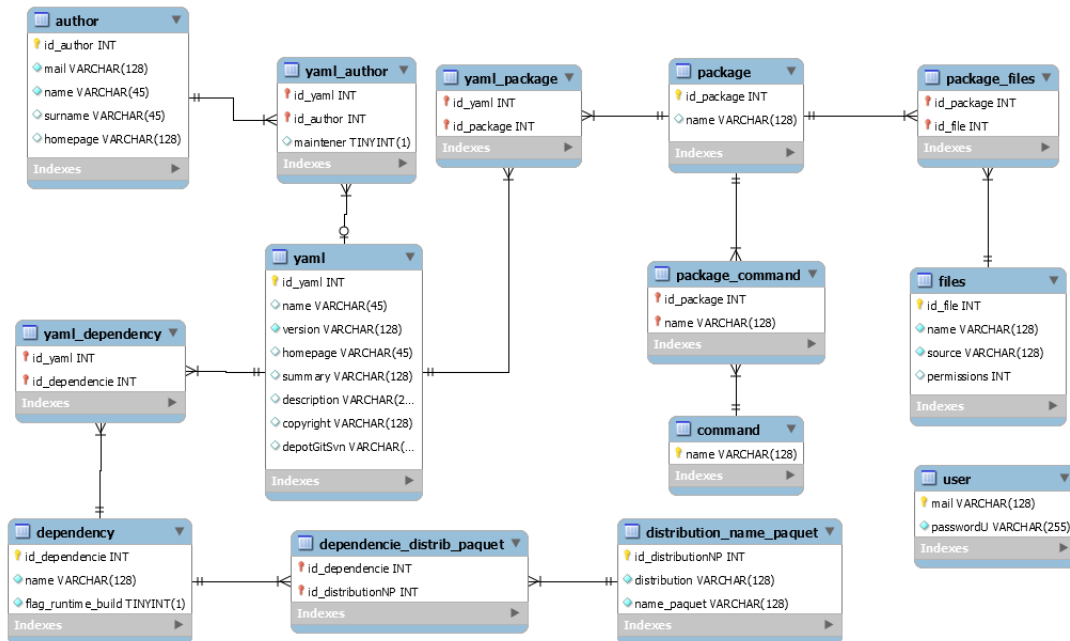 author
id_author INT
mail VARCHAR(128)
name VARCHAR(45)
surname VARCHAR(45)
homepage VARCHAR(128)
Indexes
yaml_author
id_yaml INT
id_author INT
maintener TINYINT(1)
Indexes
yaml_package
id_yaml INT
id_package INT
Indexes
package
id_package INT
name VARCHAR(128)
Indexes
package_files
id_package INT
id_file INT
Indexes
yaml
id_yaml INT
name VARCHAR(45)
version VARCHAR(128)
homepage VARCHAR(45)
summary VARCHAR(128)
description VARCHAR(2...
copyright VARCHAR(128)
depotGitSvn VARCHAR(...
Indexes
package_command
id_package INT
name VARCHAR(128)
Indexes
files
id_file INT
name VARCHAR(128)
source VARCHAR(128)
permissions INT
Indexes
yaml_dependency
id_yaml INT
id_dependencie INT
Indexes
command
name VARCHAR(128)
Indexes
user
mail VARCHAR(128)
passwordU VARCHAR(255)
Indexes
dependency
id_dependencie INT
name VARCHAR(128)
flag_runtime_build TINYINT(1)
Indexes
dependencie_distrib_paquet
id_dependencie INT
id_distributionNP INT
Indexes
distribution_name_paquet
id_distributionNP INT
distribution VARCHAR(128)
name_paquet VARCHAR(128)
Indexes